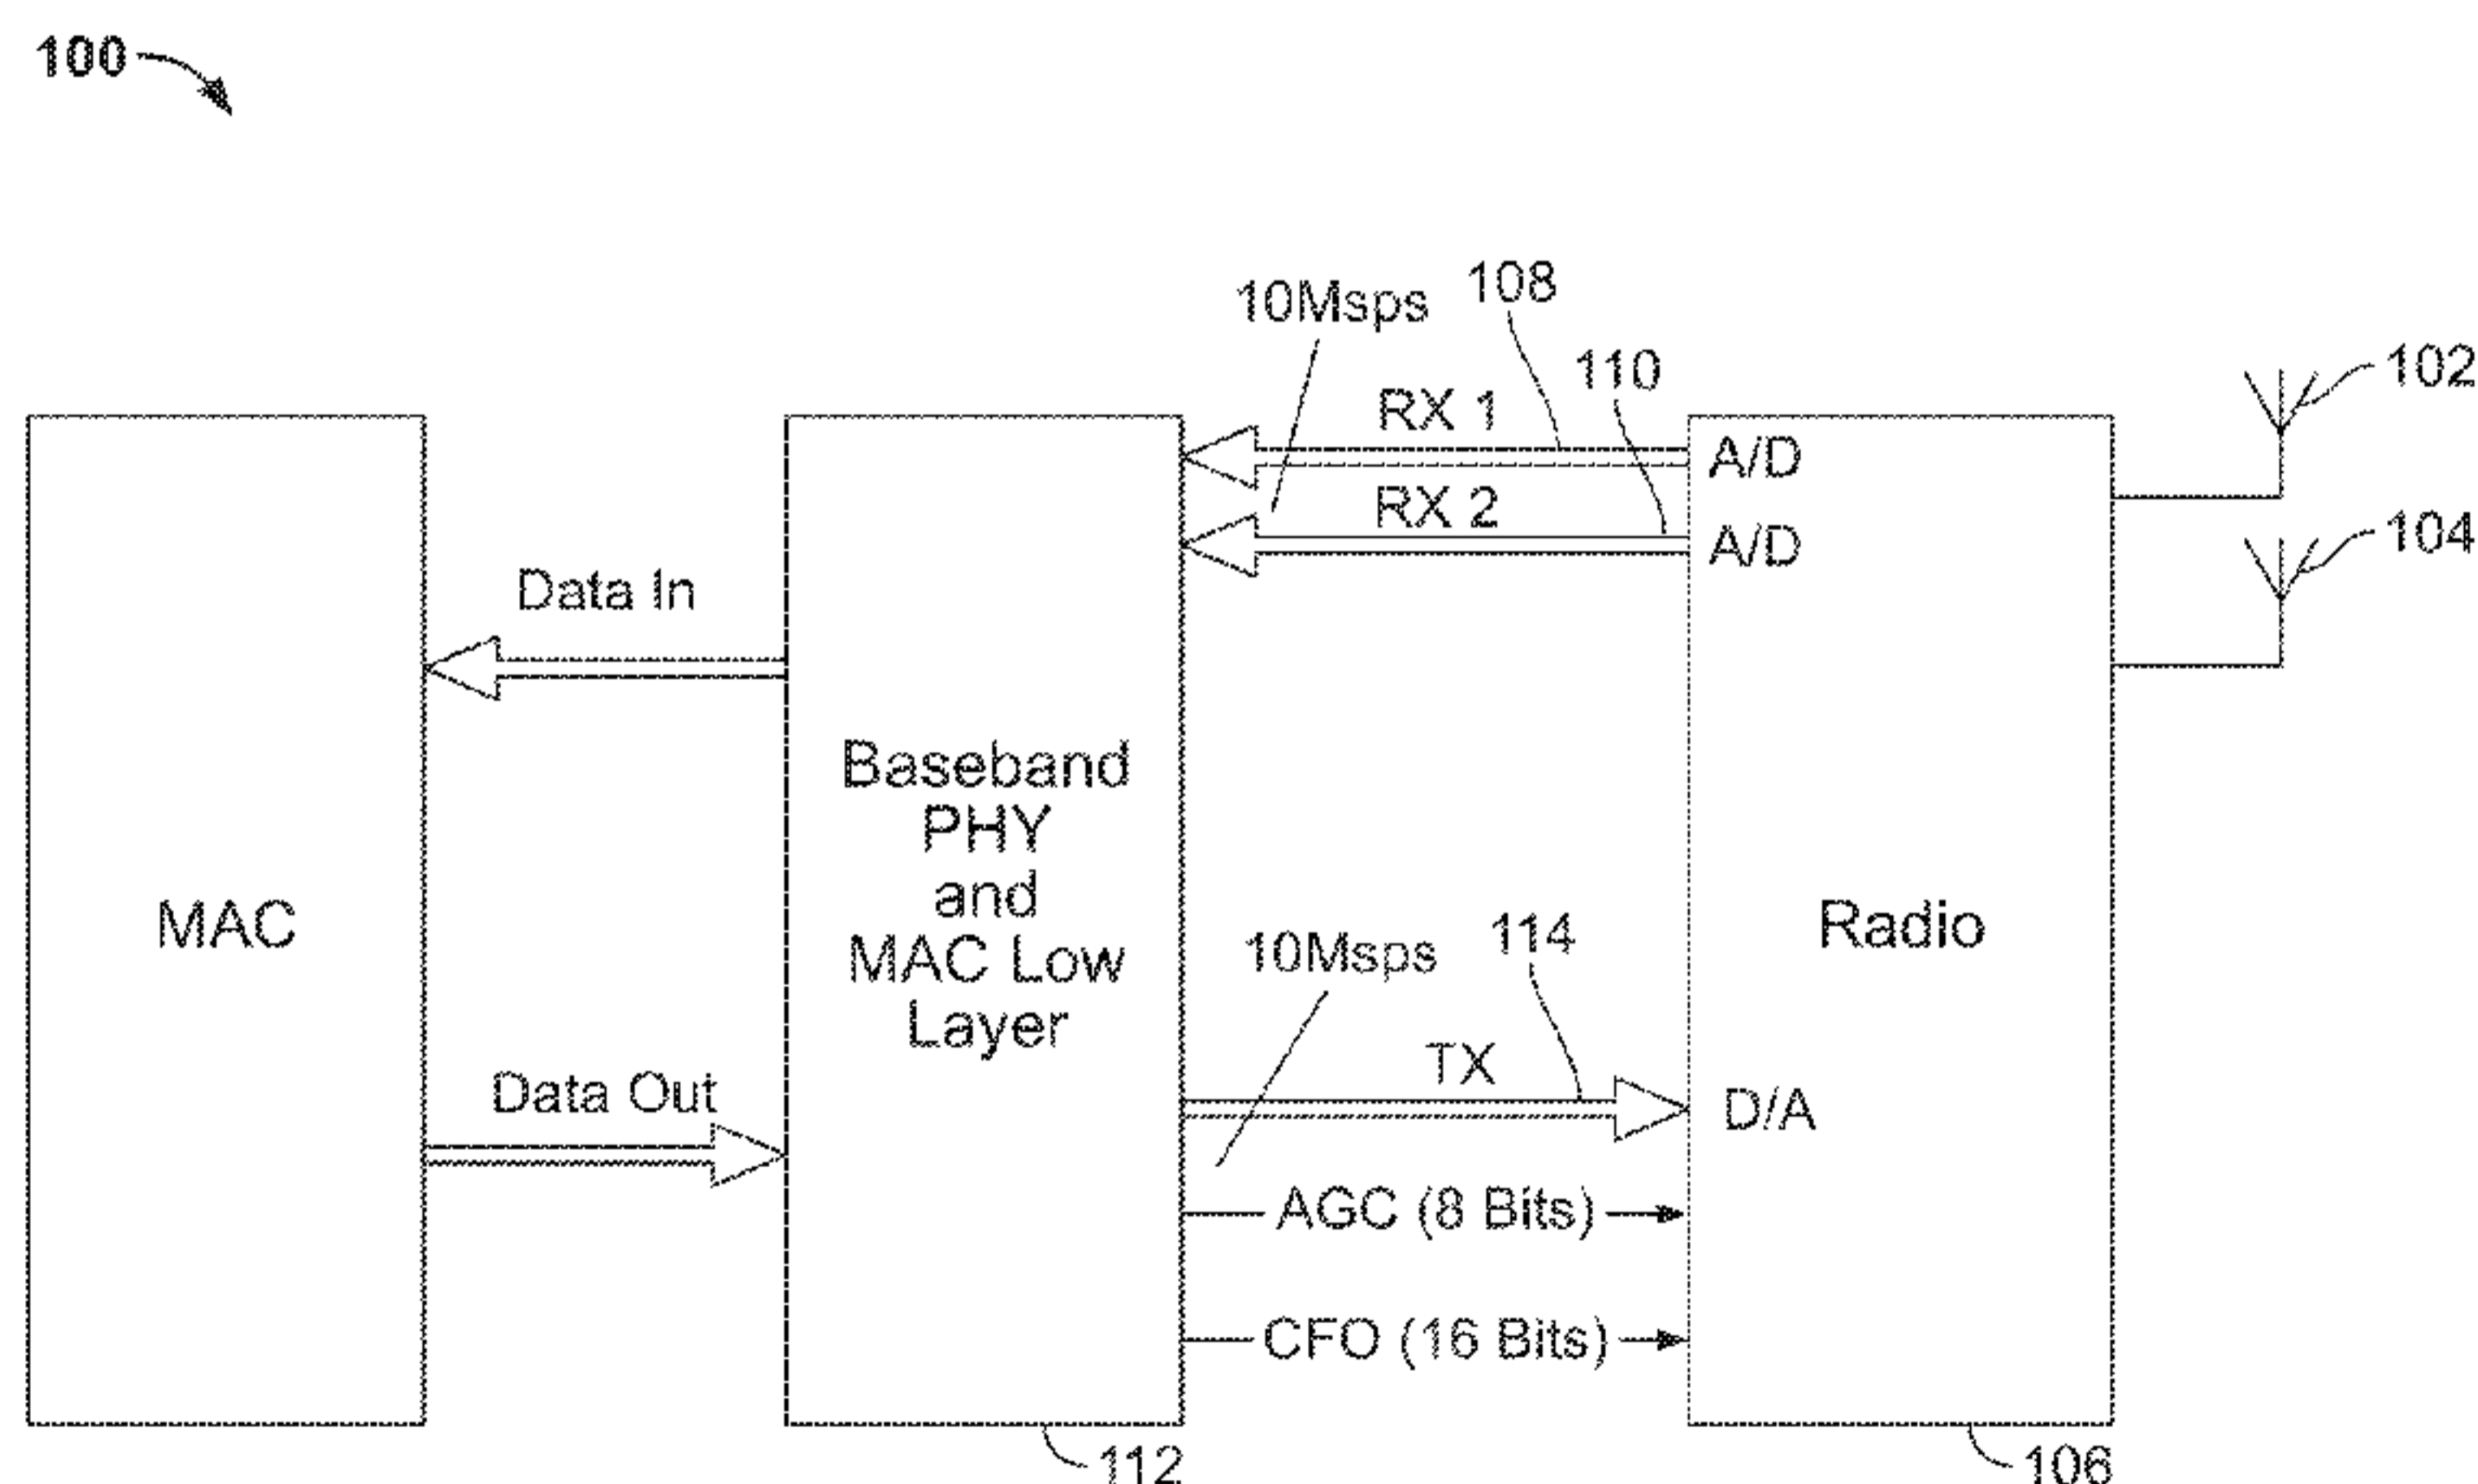 100
10Msps
108
110
102
RX 1
A/D
RX 2
A/D
104
Data In
Baseband
PHY
and
MAC Low
Layer
MAC
Radio
10Msps
114
TX
Data Out
D/A
AGC (8 Bits)
CFO (16 Bits)
112
106